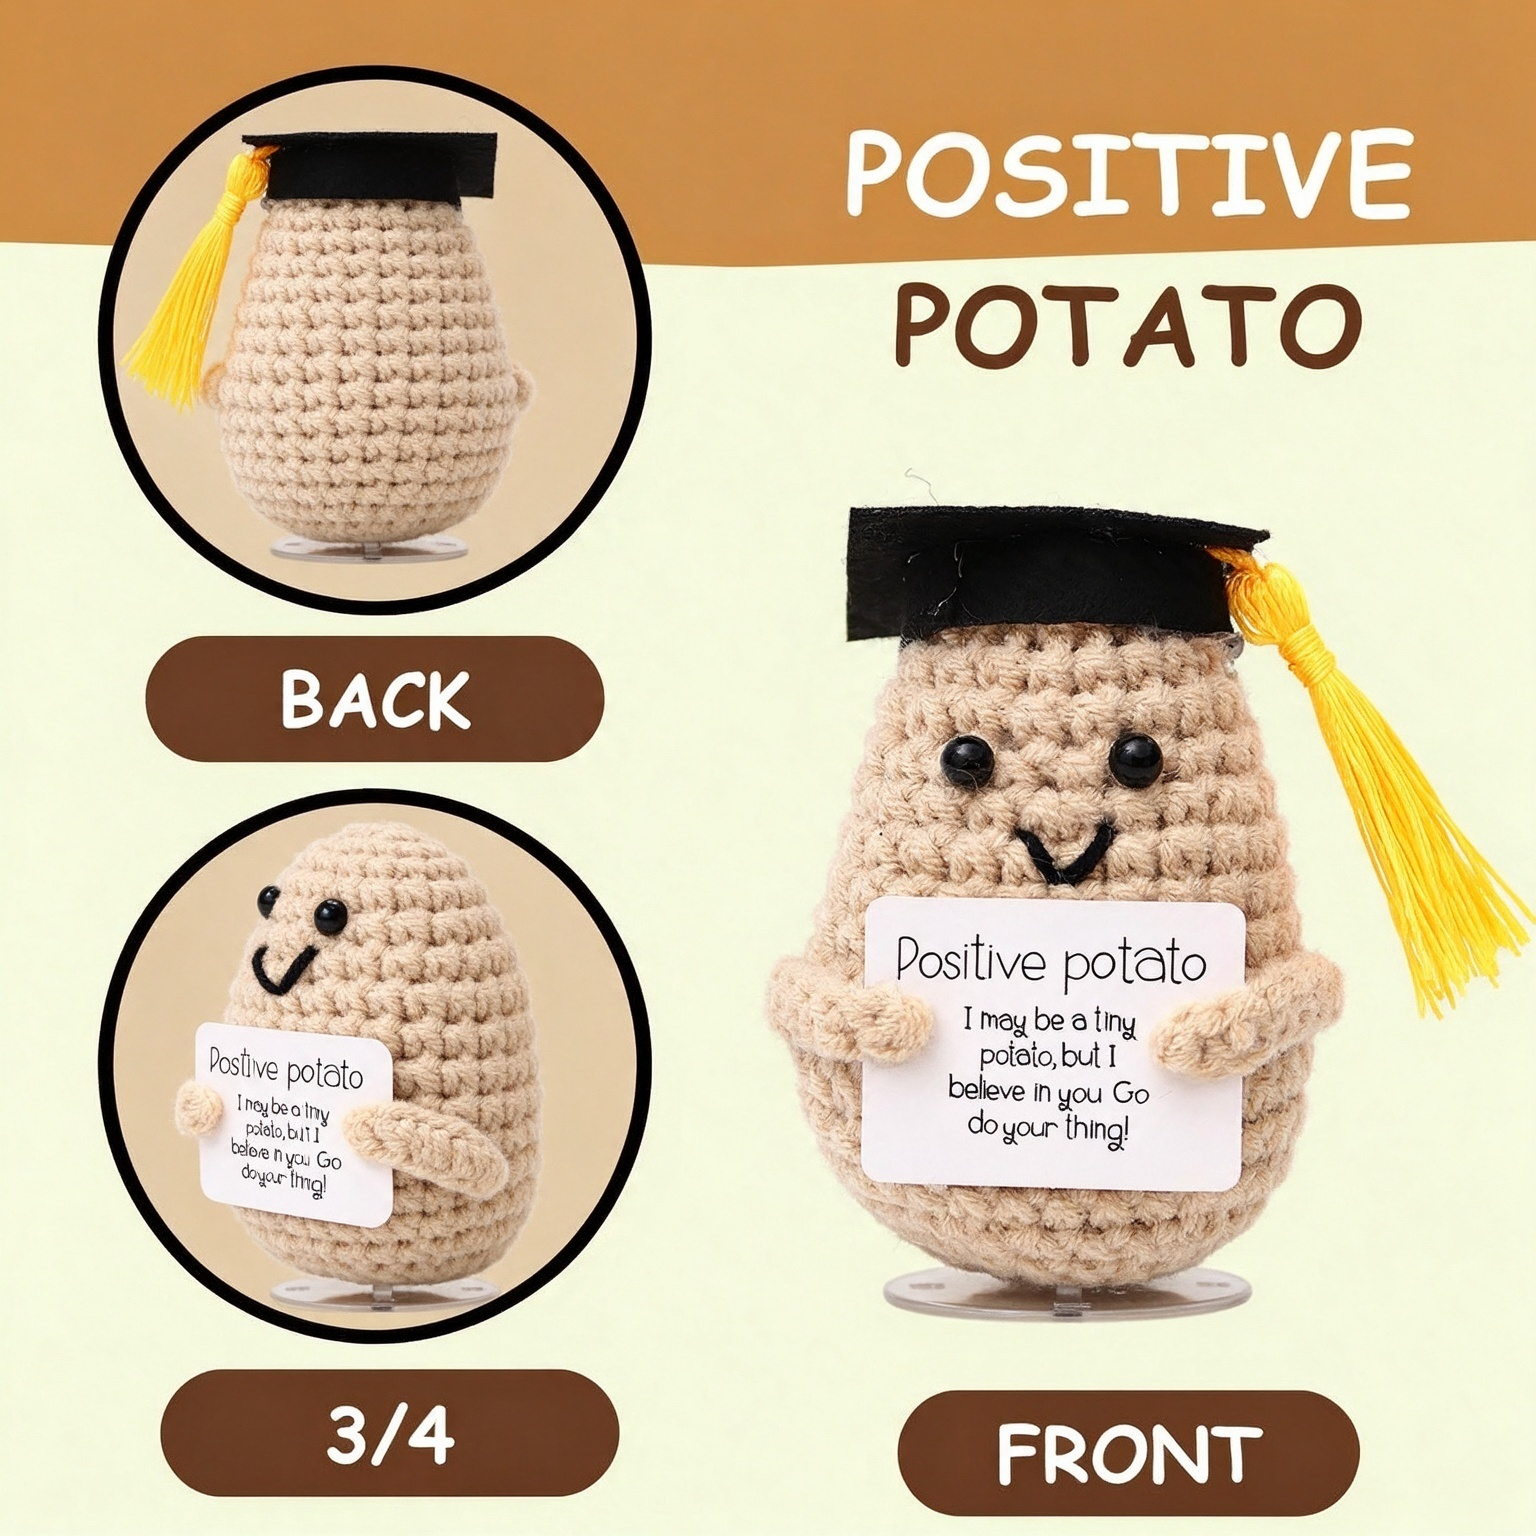 POSITIVE
POTATO
BACK
Positive potato
I may be a tiny
potato, but I
believe in you Go
do your thing!
3/4
Positive potato
I may be a tiny
potato, but I
believe in you Go
do your thing!
FRONT